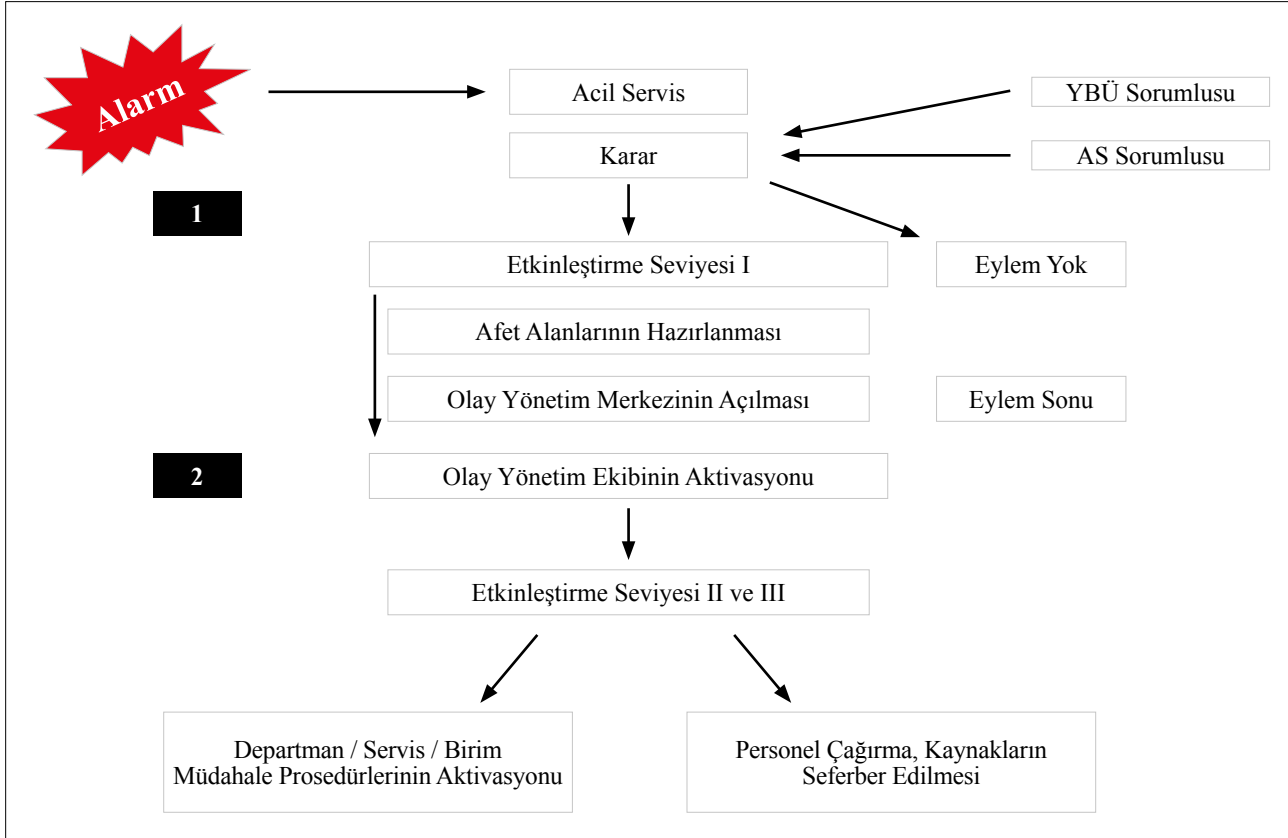 Alarm
Acil Servis
YBÜ Sorumlusu
Karar
AS Sorumlusu
1
Etkinleştirme Seviyesi I
Eylem Yok
Afet Alanlarının Hazırlanması
Olay Yönetim Merkezinin Açılması
Eylem Sonu
2
Olay Yönetim Ekibinin Aktivasyonu
Etkinleştirme Seviyesi II ve III
Departman / Servis / Birim
Müdahale Prosedürlerinin Aktivasyonu
Personel Çağırma, Kaynakların
Seferber Edilmesi